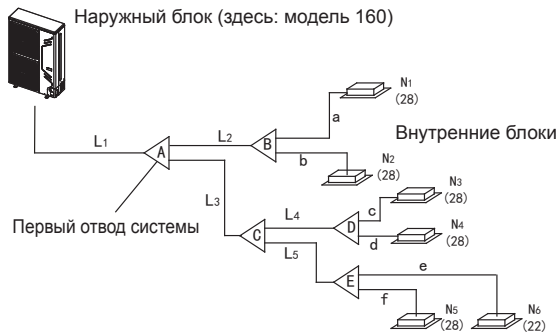 Наружный блок (здесь: модель 160)
N1
(28)
a
L1
L2
A
B
Внутренние блоки
b
N2
(28)
N3
(28)
L3
c
Первый отвод системы
L4
D
N4
(28)
d
C
L5
E
e
f
N5
(28)
N6
(22)